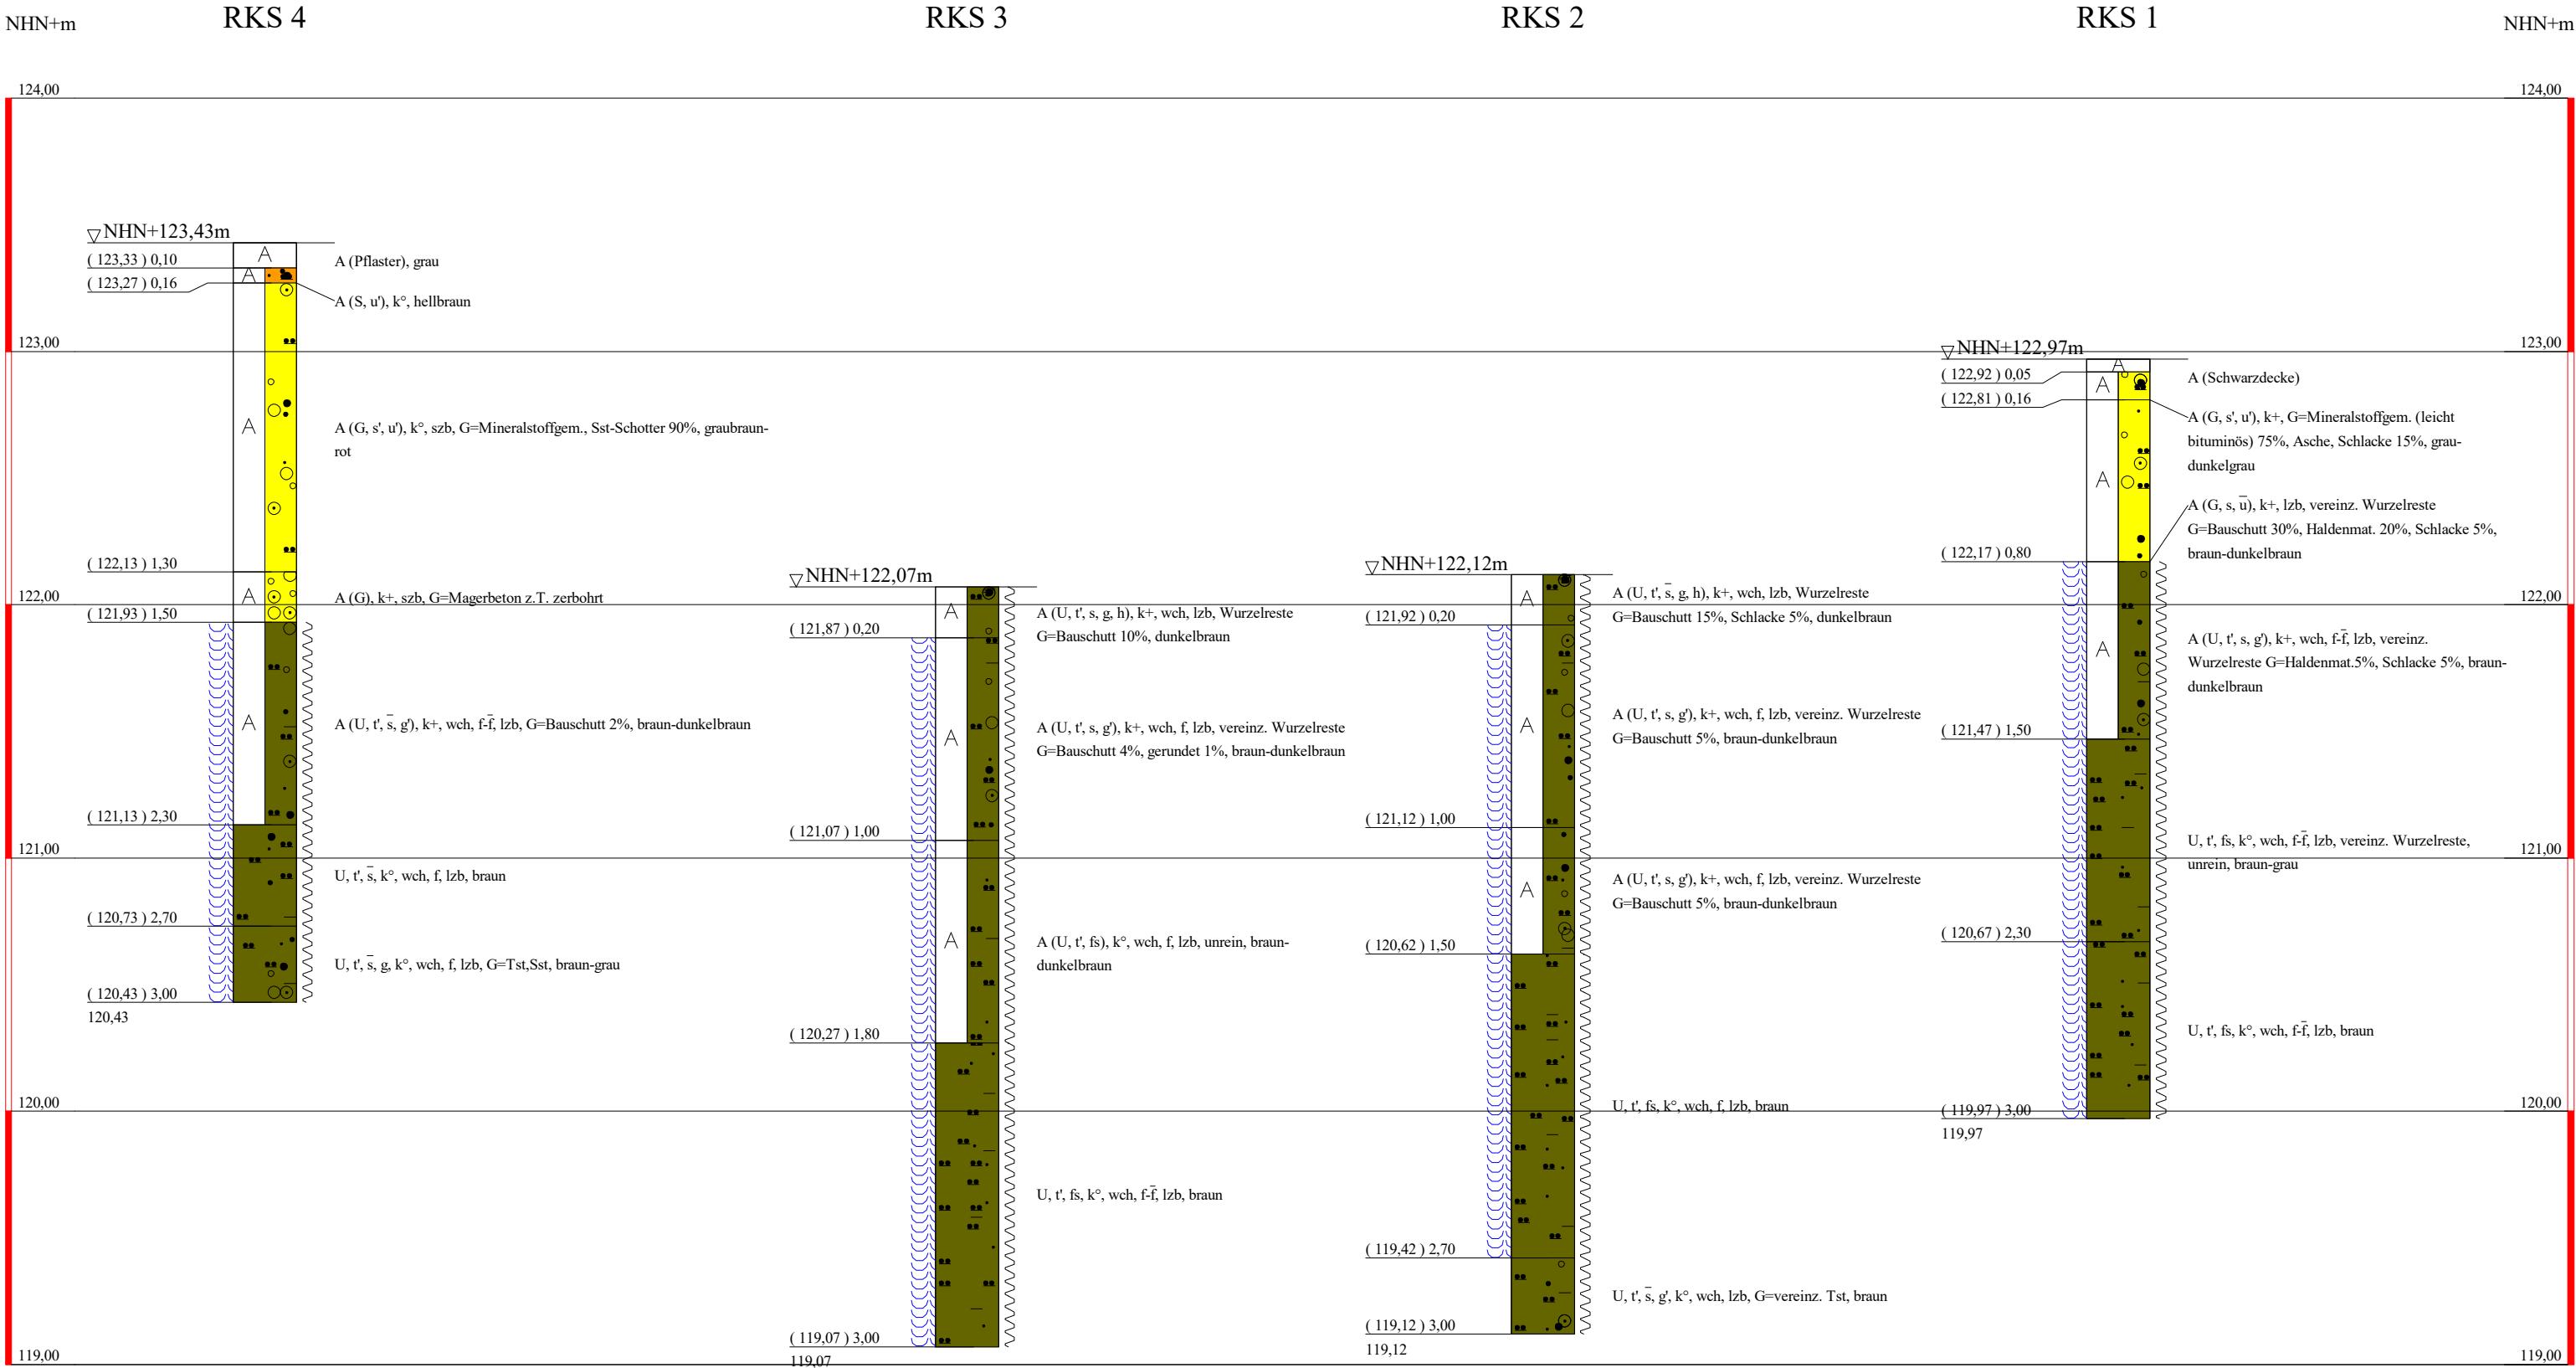 NHN+m
RKS 4
RKS 3
RKS 2
RKS 1
NHN+m
124,00
123,00
122,00
121,00
120,00
119,00
NHN+123,43m
( 123,33 ) 0,10
( 123,27 ) 0,16
( 122,13 ) 1,30
( 121,93 ) 1,50
( 121,13 ) 2,30
( 120,73 ) 2,70
( 120,43 ) 3,00
120,43
A
A
A
A
A
A (Pflaster), grau
A (S, u'), k°, hellbraun
A (G, s', u'), k°, szb, G=Mineralstoffgem., Sst-Schotter 90%, graubraun-
rot
A (G), k+, szb, G=Magerbeton z.T. zerbohrt
A (U, t', s̄, g'), k+, wch, f-f̄, lzb, G=Bauschutt 2%, braun-dunkelbraun
U, t', s̄, k°, wch, f, lzb, braun
U, t', s̄, g, k°, wch, f, lzb, G=Tst,Sst, braun-grau
NHN+122,07m
( 121,87 ) 0,20
( 121,07 ) 1,00
( 120,27 ) 1,80
( 119,07 ) 3,00
119,07
A
A
A
A (U, t', s, g, h), k+, wch, lzb, Wurzelreste
G=Bauschutt 10%, dunkelbraun
A (U, t', s, g'), k+, wch, f, lzb, vereinz. Wurzelreste
G=Bauschutt 4%, gerundet 1%, braun-dunkelbraun
A (U, t', fs), k°, wch, f, lzb, unrein, braun-
dunkelbraun
U, t', fs, k°, wch, f-f̄, lzb, braun
NHN+122,12m
( 121,92 ) 0,20
( 121,12 ) 1,00
( 120,62 ) 1,50
( 119,42 ) 2,70
( 119,12 ) 3,00
119,12
A
A
A
A (U, t', s̄, g, h), k+, wch, lzb, Wurzelreste
G=Bauschutt 15%, Schlacke 5%, dunkelbraun
A (U, t', s, g'), k+, wch, f, lzb, vereinz. Wurzelreste
G=Bauschutt 5%, braun-dunkelbraun
A (U, t', s, g'), k+, wch, f, lzb, vereinz. Wurzelreste
G=Bauschutt 5%, braun-dunkelbraun
U, t', fs, k°, wch, f, lzb, braun
U, t', s̄, g', k°, wch, lzb, G=vereinz. Tst, braun
NHN+122,97m
( 122,92 ) 0,05
( 122,81 ) 0,16
( 122,17 ) 0,80
( 121,47 ) 1,50
( 120,67 ) 2,30
( 119,97 ) 3,00
119,97
A
A
A
A
A (Schwarzdecke)
A (G, s', u'), k+, G=Mineralstoffgem. (leicht
bituminös) 75%, Asche, Schlacke 15%, grau-
dunkelgrau
A (G, s, ū), k+, lzb, vereinz. Wurzelreste
G=Bauschutt 30%, Haldenmat. 20%, Schlacke 5%,
braun-dunkelbraun
A (U, t', s, g'), k+, wch, f-f̄, lzb, vereinz.
Wurzelreste G=Haldenmat.5%, Schlacke 5%, braun-
dunkelbraun
U, t', fs, k°, wch, f-f̄, lzb, vereinz. Wurzelreste,
unrein, braun-grau
U, t', fs, k°, wch, f-f̄, lzb, braun
124,00
123,00
122,00
121,00
120,00
119,00